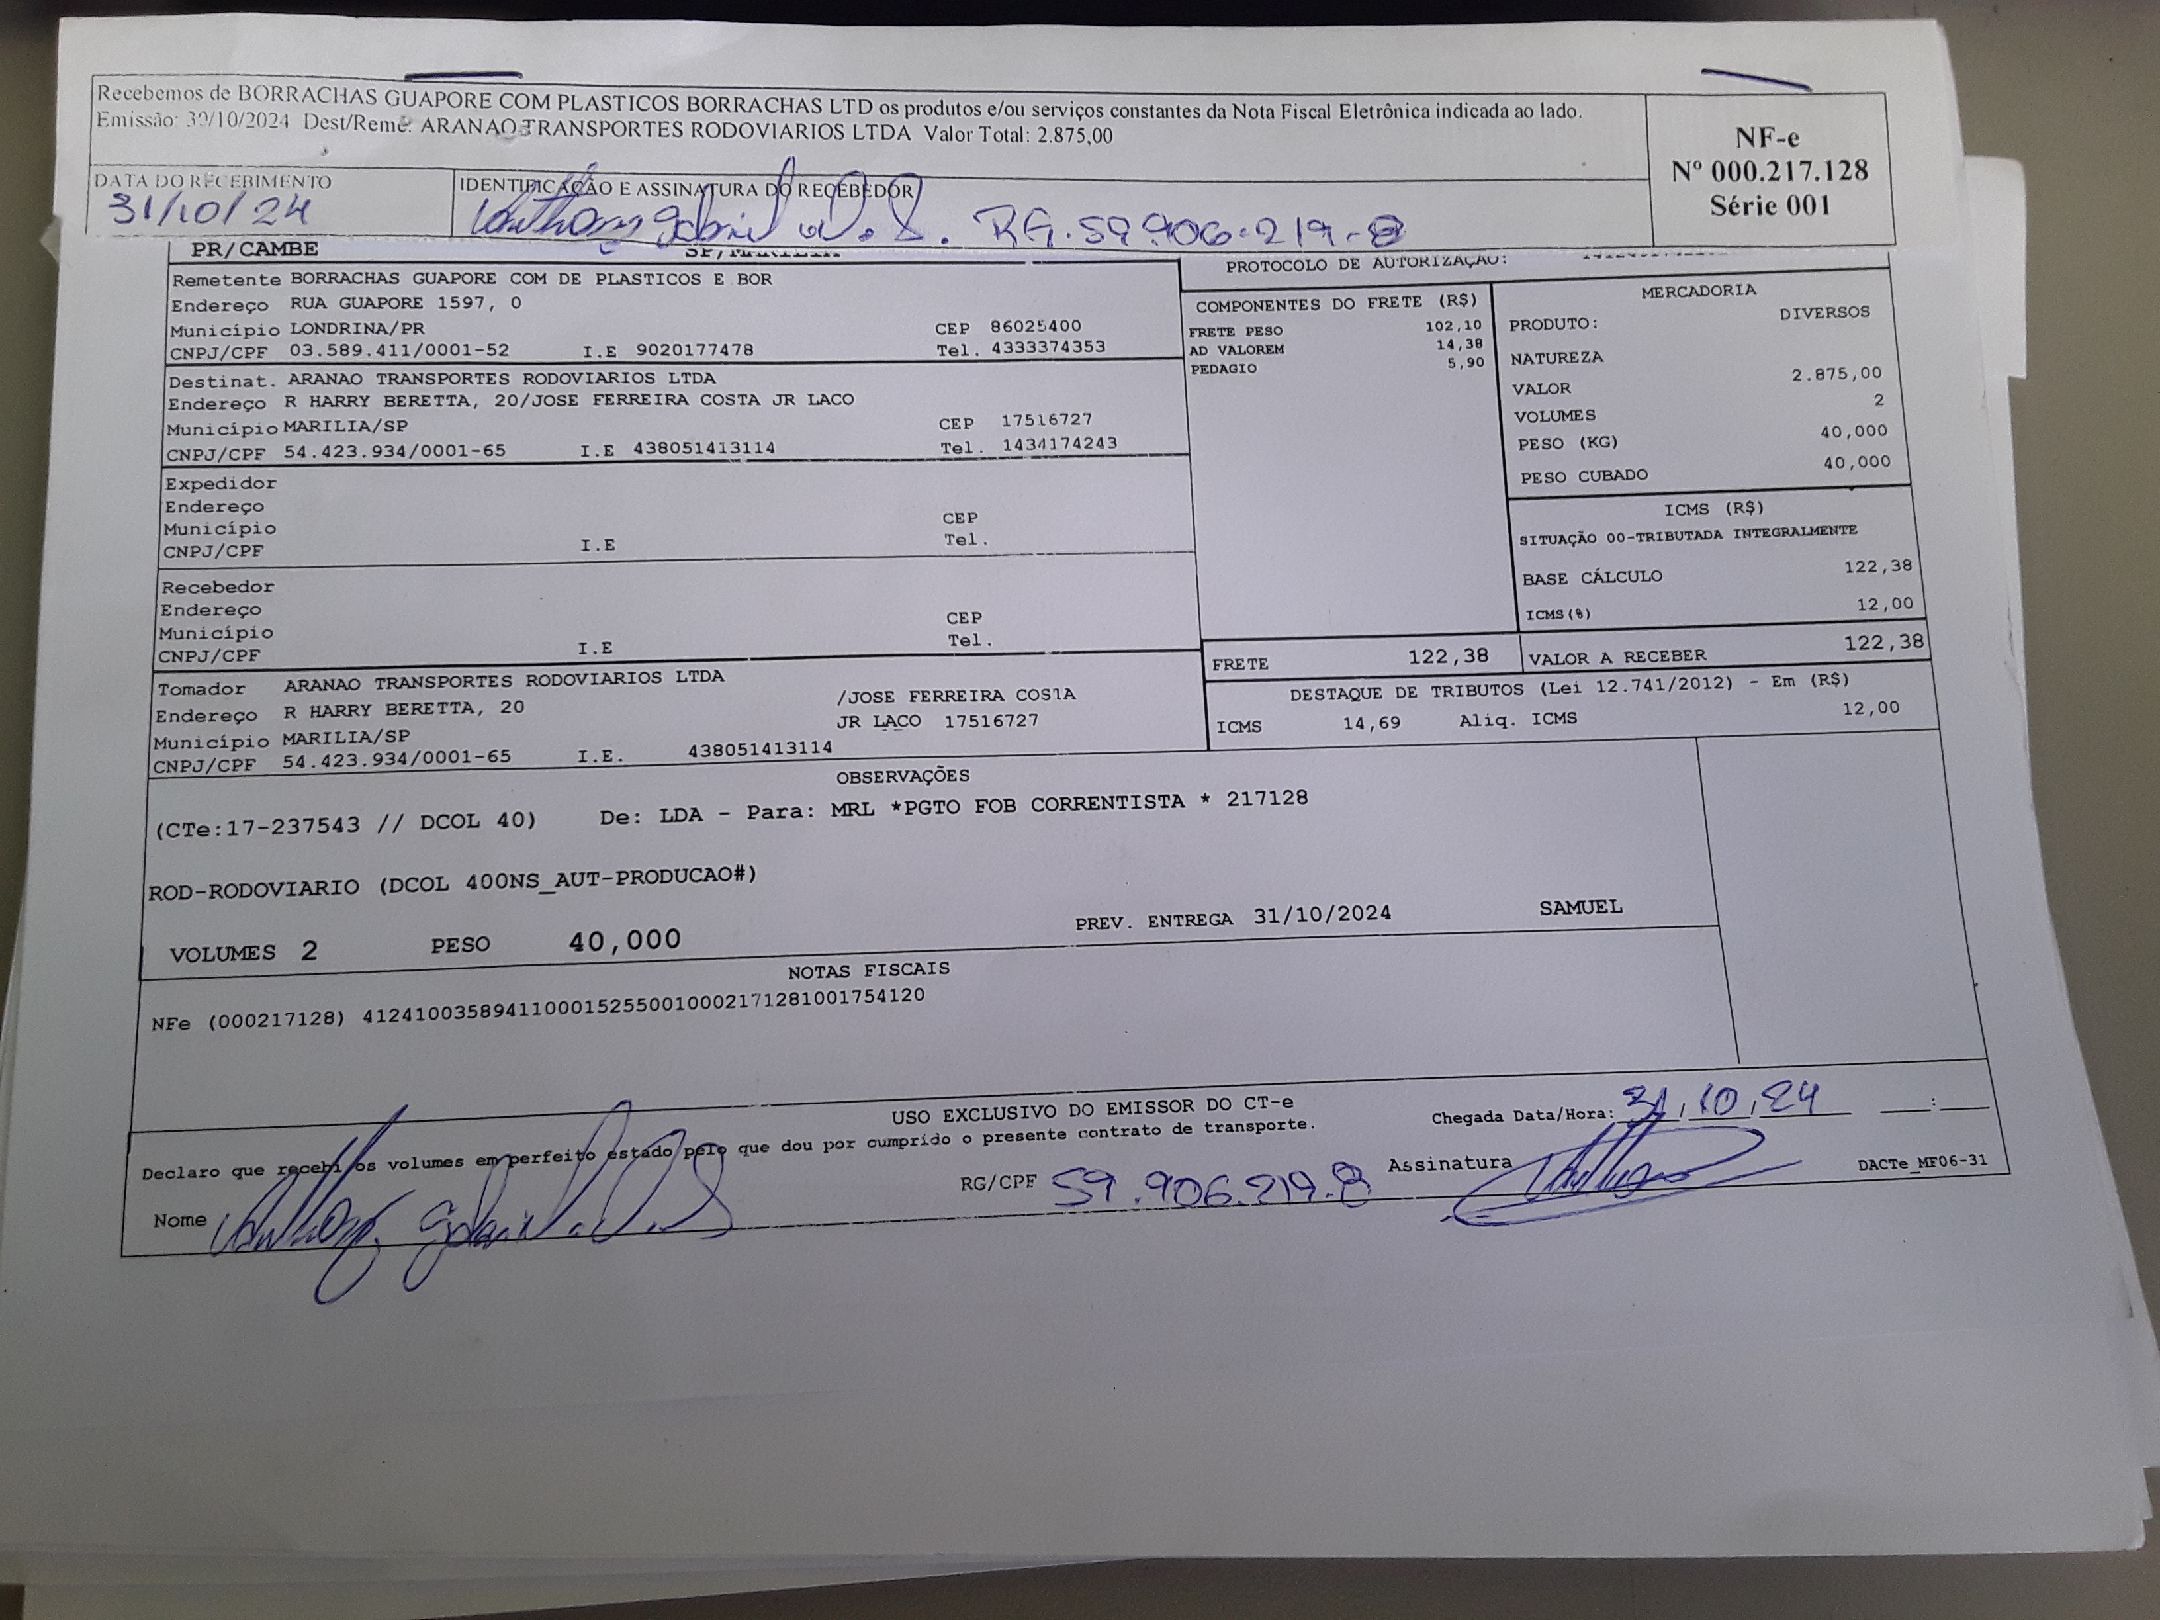 Recebemos de BORRACHAS GUAPORE COM PLASTICOS BORRACHAS LTD os produtos e/ou serviços constantes da Nota Fiscal Eletrônica indicada ao lado.
Emissão: 30/10/2024 Dest/Reme: ARANAO TRANSPORTES RODOVIARIOS LTDA Valor Total: 2.875,00
NF-e
Nº 000.217.128
Série 001
DATA DO RECEBIMENTO
31/10/24
IDENTIFICAÇÃO E ASSINATURA DO RECEBEDOR
Gabriel RG.59.906.219-8
PR/CAMBE
PROTOCOLO DE AUTORIZAÇÃO:
Remetente BORRACHAS GUAPORE COM DE PLASTICOS E BOR
Endereço RUA GUAPORE 1597, 0
Município LONDRINA/PR CEP 86025400
CNPJ/CPF 03.589.411/0001-52 I.E 9020177478 Tel. 4333374353
Destinat. ARANAO TRANSPORTES RODOVIARIOS LTDA
Endereço R HARRY BERETTA, 20/JOSE FERREIRA COSTA JR LACO
Município MARILIA/SP CEP 17516727
CNPJ/CPF 54.423.934/0001-65 I.E 438051413114 Tel. 1434174243
Expedidor
Endereço
Município CEP
CNPJ/CPF I.E Tel.
Recebedor
Endereço
Município CEP
CNPJ/CPF I.E Tel.
Tomador ARANAO TRANSPORTES RODOVIARIOS LTDA
Endereço R HARRY BERETTA, 20 /JOSE FERREIRA COSTA
JR LACO 17516727
Município MARILIA/SP
CNPJ/CPF 54.423.934/0001-65 I.E. 438051413114
COMPONENTES DO FRETE (R$)
FRETE PESO 102,10
AD VALOREM 14,38
PEDAGIO 5,90
MERCADORIA
PRODUTO: DIVERSOS
NATUREZA
VALOR 2.875,00
VOLUMES 2
PESO (KG) 40,000
PESO CUBADO 40,000
ICMS (R$)
SITUAÇÃO 00-TRIBUTADA INTEGRALMENTE
BASE CÁLCULO 122,38
ICMS(%) 12,00
FRETE 122,38 VALOR A RECEBER 122,38
DESTAQUE DE TRIBUTOS (Lei 12.741/2012) - Em (R$)
ICMS 14,69 Aliq. ICMS 12,00
OBSERVAÇÕES
(CTe:17-237543 // DCOL 40) De: LDA - Para: MRL *PGTO FOB CORRENTISTA * 217128
ROD-RODOVIARIO (DCOL 400NS_AUT-PRODUCAO#)
VOLUMES 2 PESO 40,000 PREV. ENTREGA 31/10/2024 SAMUEL
NOTAS FISCAIS
NFe (000217128) 41241003589411000152550010002171281001754120
USO EXCLUSIVO DO EMISSOR DO CT-e
Chegada Data/Hora: 31/10/24 __:__
Declaro que recebi os volumes em perfeito estado pelo que dou por cumprido o presente contrato de transporte.
Nome Gabriel RG/CPF 59.906.219.8 Assinatura
DACTe_MF06-31